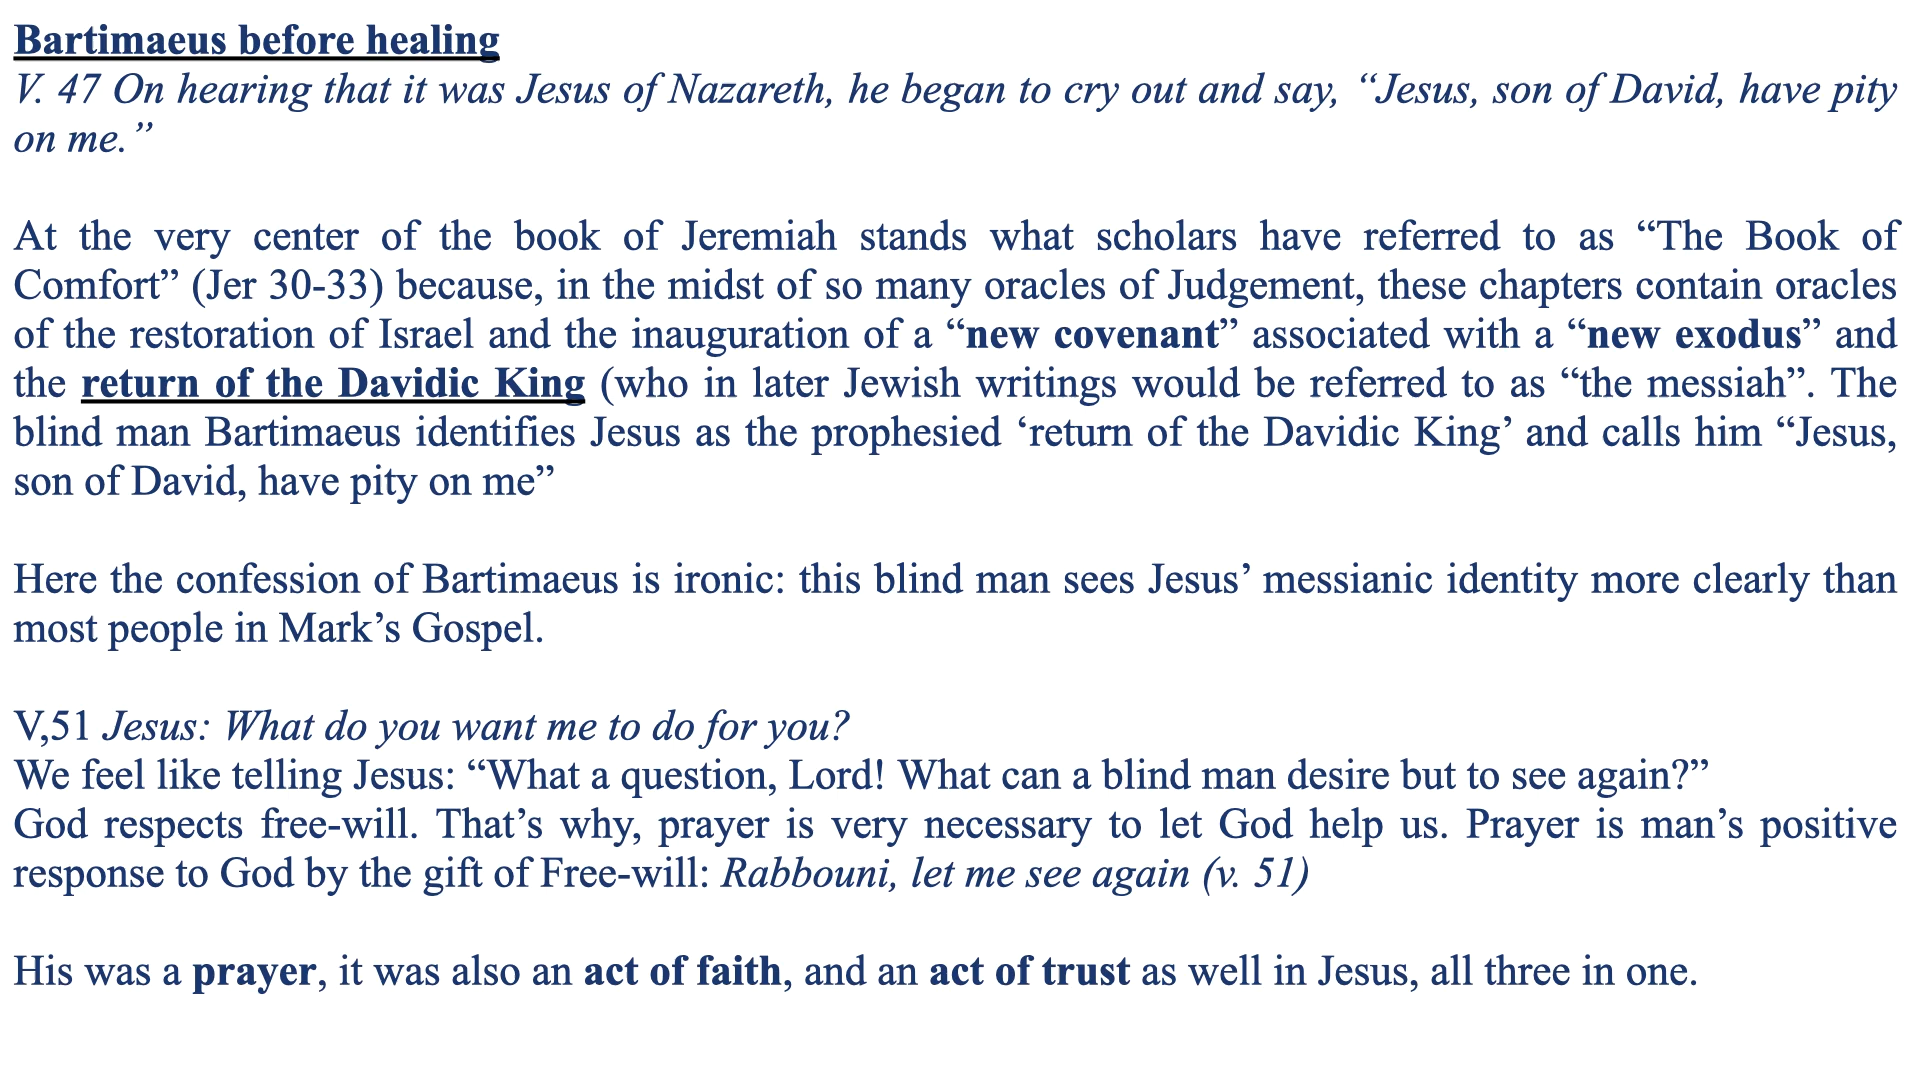 Bartimaeus before healing
V. 47 On hearing that it was Jesus of Nazareth, he began to cry out and say, “Jesus, son of David, have pity
on me.”
At the very center of the book of Jeremiah stands what scholars have referred to as “The Book of
Comfort” (Jer 30-33) because, in the midst of so many oracles of Judgement, these chapters contain oracles
of the restoration of Israel and the inauguration of a “new covenant” associated with a “new exodus” and
the return of the Davidic King (who in later Jewish writings would be referred to as “the messiah”. The
blind man Bartimaeus identifies Jesus as the prophesied ‘return of the Davidic King’ and calls him “Jesus,
son of David, have pity on me”
Here the confession of Bartimaeus is ironic: this blind man sees Jesus’ messianic identity more clearly than
most people in Mark’s Gospel.
V,51 Jesus: What do you want me to do for you?
We feel like telling Jesus: “What a question, Lord! What can a blind man desire but to see again?”
God respects free-will. That’s why, prayer is very necessary to let God help us. Prayer is man’s positive
response to God by the gift of Free-will: Rabbouni, let me see again (v. 51)
His was a prayer, it was also an act of faith, and an act of trust as well in Jesus, all three in one.